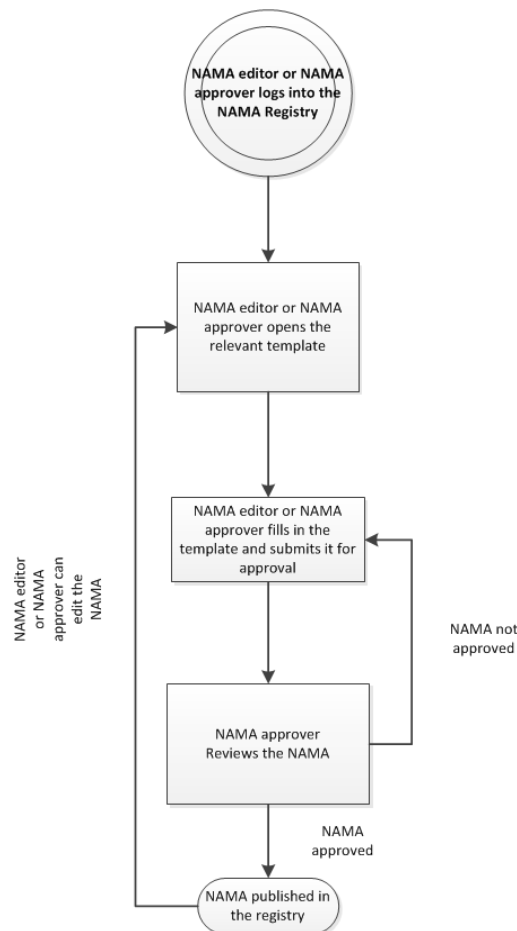 NAMA editor or NAMA
approver logs into the
NAMA Registry
NAMA editor or NAMA
approver opens the
relevant template
NAMA editor or NAMA
approver fills in the
template and submits it for
approval
NAMA editor
or NAMA
approver can
edit the
NAMA
NAMA not
approved
NAMA approver
Reviews the NAMA
NAMA
approved
NAMA published in
the registry